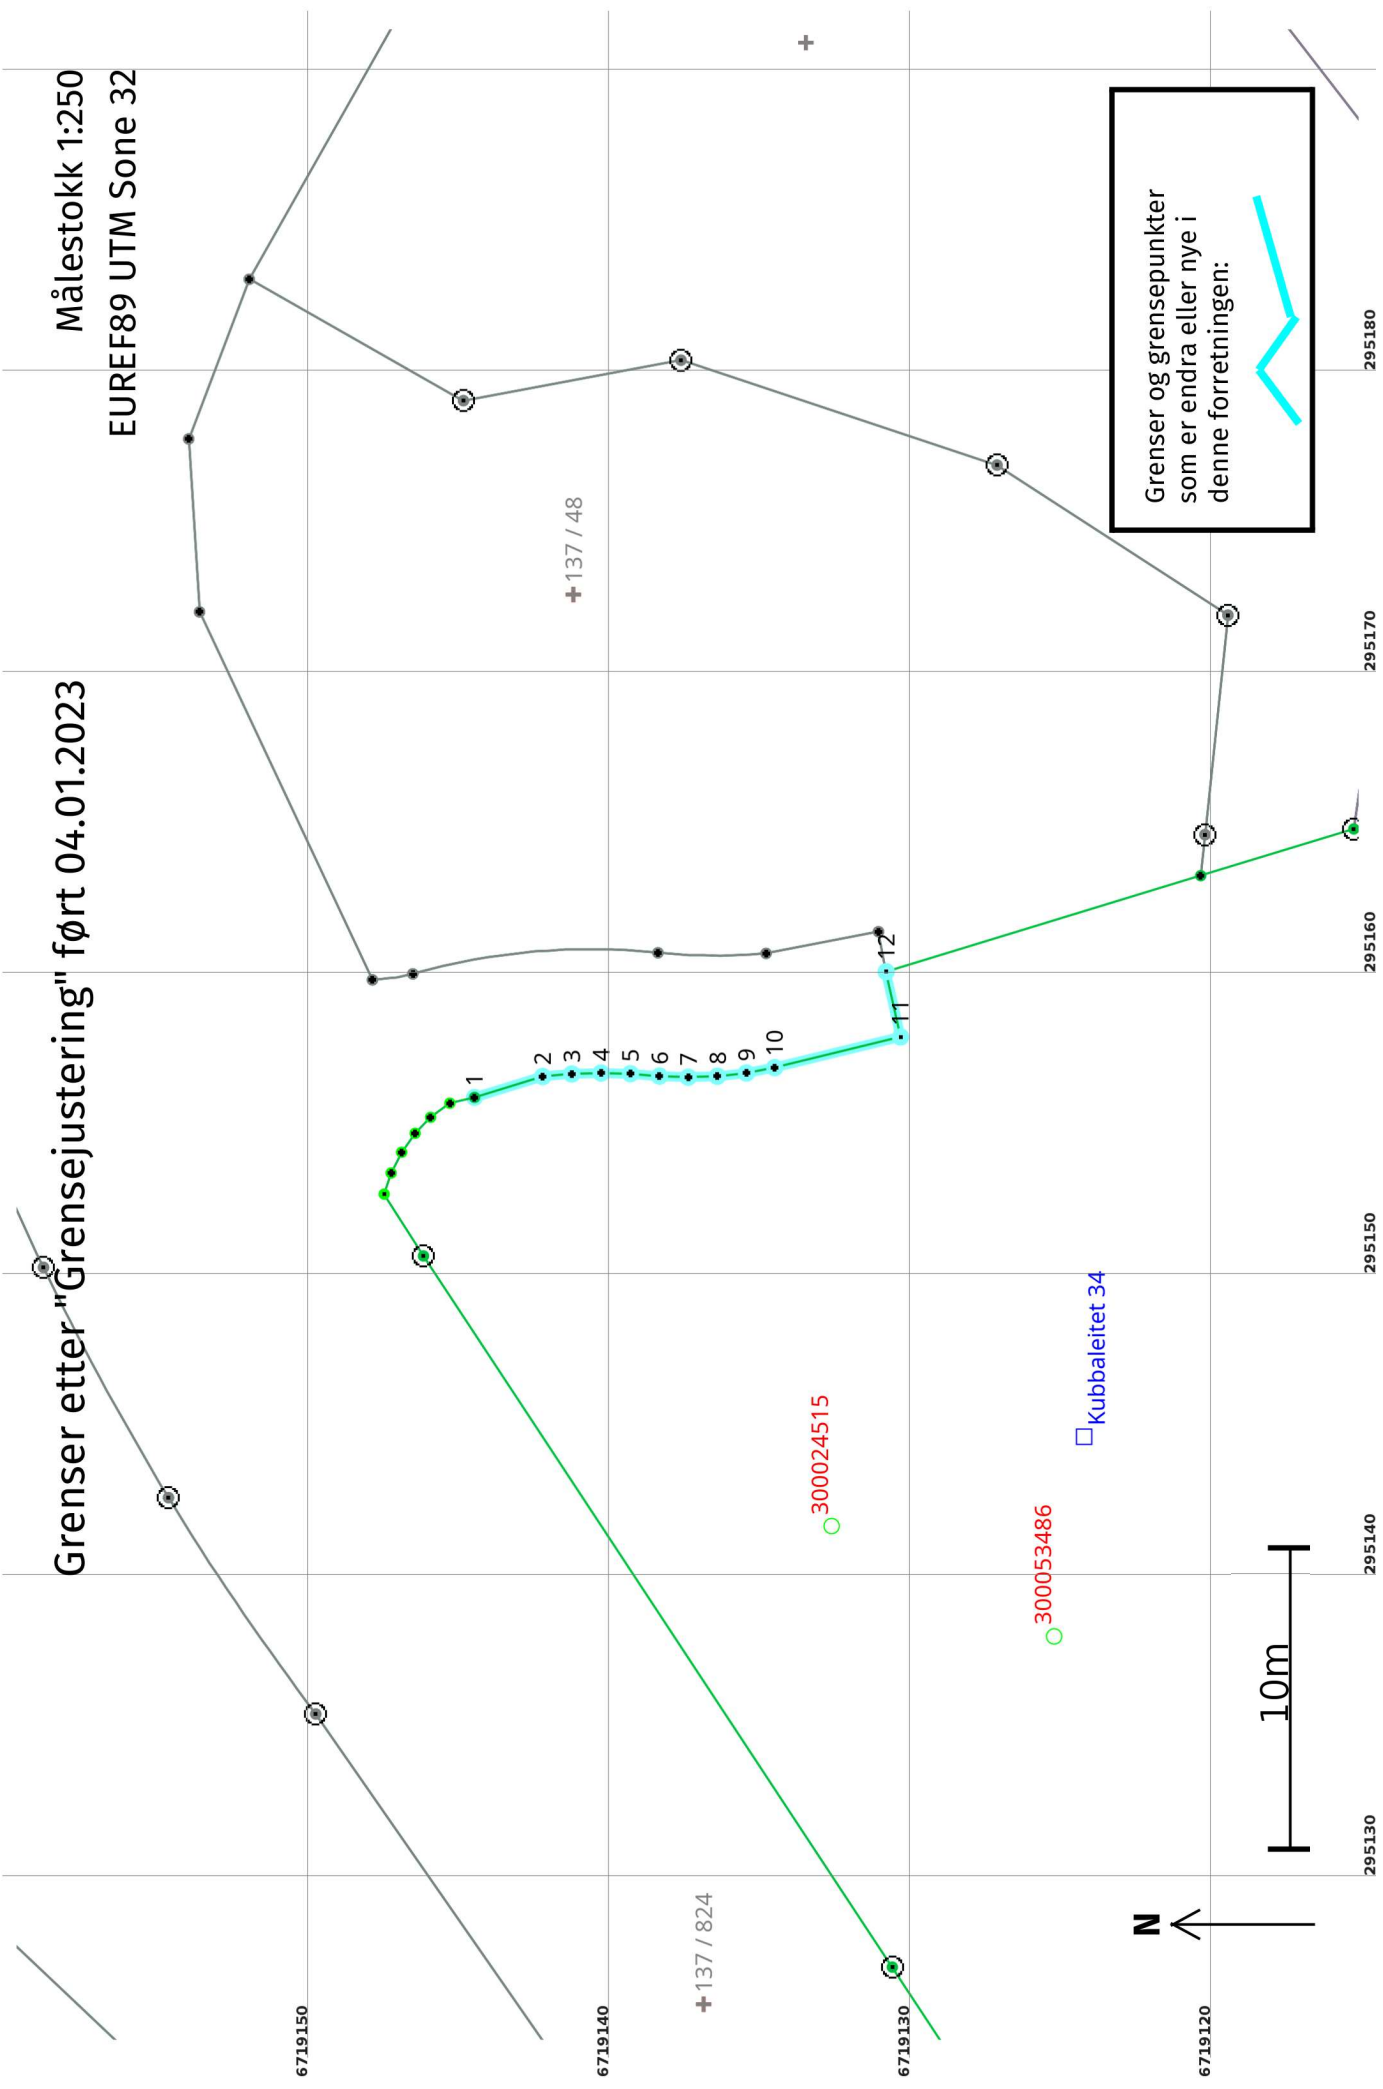 Grenser etter "Grensejustering" ført 04.01.2023
Målestokk 1:250
EUREF89 UTM Sone 32
137 / 48
137 / 824
1
2
3
4
5
6
7
8
9
10
11
12
300024515
300053486
Kubbaleitet 34
Grenser og grensepunkter
som er endra eller nye i
denne forretningen:
10m
N
6719150
6719140
6719130
6719120
295130
295140
295150
295160
295170
295180